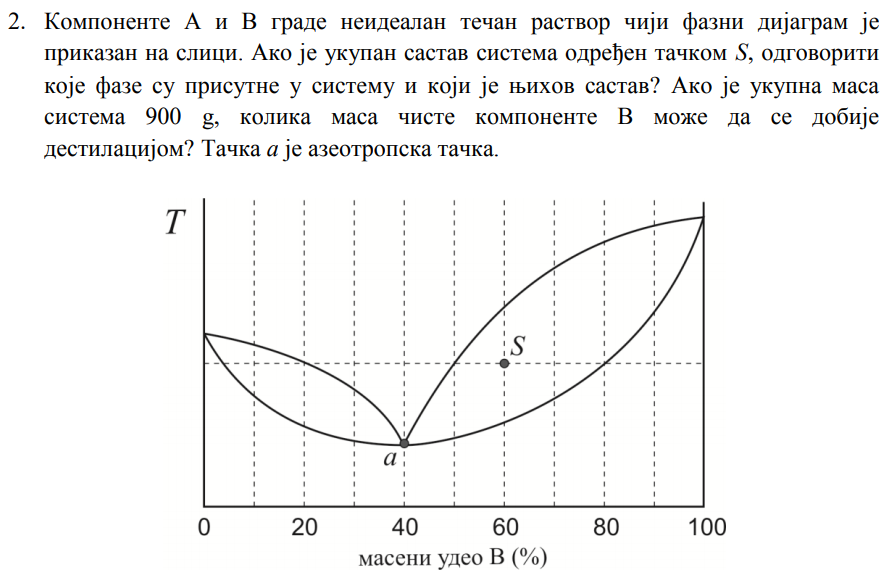 2. Компоненте А и В граде неидеалан течан раствор чији фазни дијаграм је
приказан на слици. Ако је укупан састав система одређен тачком S, одговорити
које фазе су присутне у систему и који је њихов састав? Ако је укупна маса
система 900 g, колика маса чисте компоненте В може да се добије
дестилацијом? Тачка а је азеотропска тачка.
T
S
a
0 20 40 60 80 100
масени удео В (%)